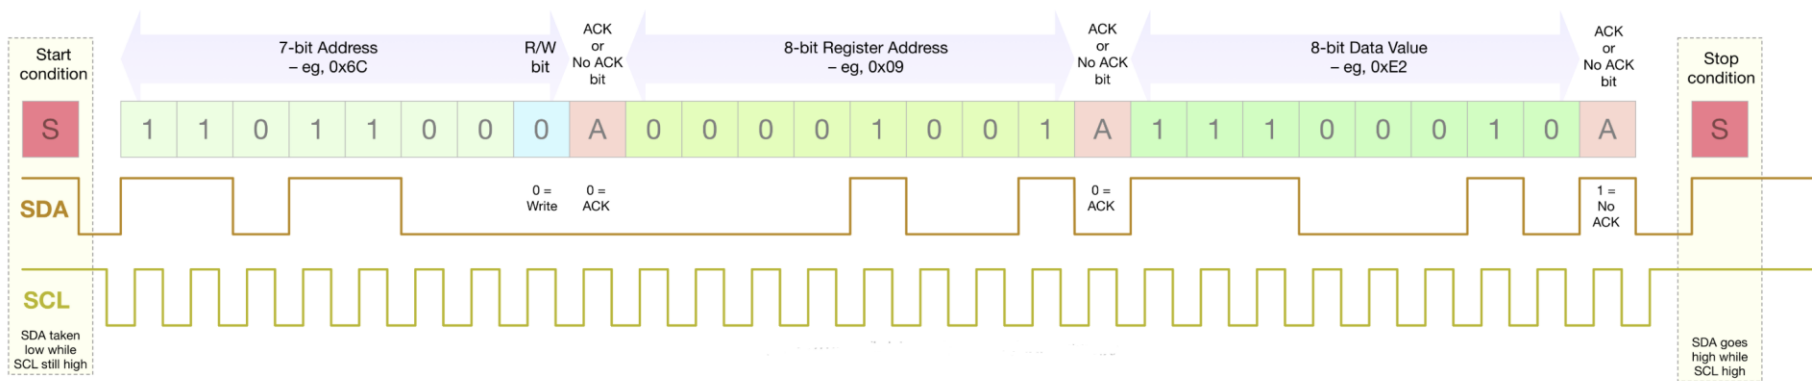 Start
condition
7-bit Address
– eg, 0x6C
R/W
bit
ACK
or
No ACK
bit
8-bit Register Address
– eg, 0x09
ACK
or
No ACK
bit
8-bit Data Value
– eg, 0xE2
ACK
or
No ACK
bit
Stop
condition
S 1 1 0 1 1 0 0 0 A 0 0 0 0 1 0 0 1 A 1 1 1 0 0 0 1 0 A S
SDA
0 =
Write
0 =
ACK
0 =
ACK
1 =
No
ACK
SCL
SDA taken
low while
SCL still high
SDA goes
high while
SCL high